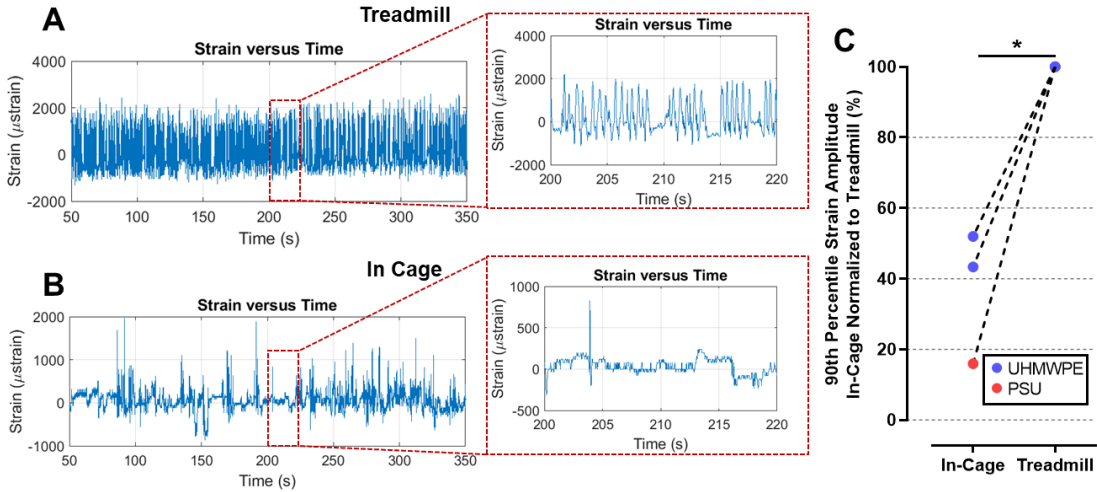 A
Treadmill
Strain versus Time
Strain (μstrain)
4000
2000
0
-2000
50
100
150
200
250
300
350
Time (s)
Strain versus Time
Strain (μstrain)
4000
2000
0
-2000
200
205
210
215
220
Time (s)
B
In Cage
Strain versus Time
Strain (μstrain)
2000
1000
0
-1000
50
100
150
200
250
300
350
Time (s)
Strain versus Time
Strain (μstrain)
1000
500
0
-500
200
205
210
215
220
Time (s)
C
*
90th Percentile Strain Amplitude
In-Cage Normalized to Treadmill (%)
100
80
60
40
20
0
UHMWPE
PSU
In-Cage
Treadmill